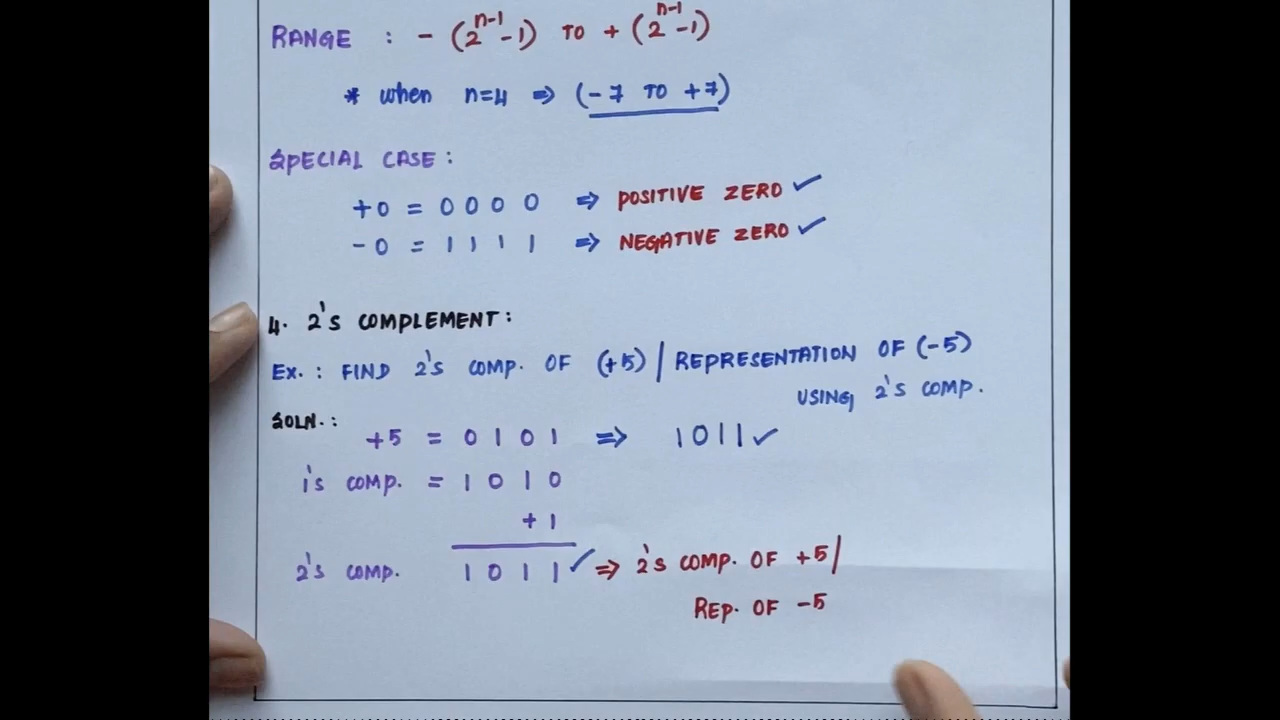 RANGE : - (2^{n-1} -1) TO + (2^{n-1} -1)
* when n=4 ⇒ (-7 TO +7)
SPECIAL CASE :
+0 = 0 0 0 0 ⇒ POSITIVE ZERO ✓
-0 = 1 1 1 1 ⇒ NEGATIVE ZERO ✓
4. 2's COMPLEMENT :
Ex. : FIND 2's COMP. OF (+5) / REPRESENTATION OF (-5)
USING 2's COMP.
SOLN. :
+5 = 0 1 0 1 ⇒ 1 0 1 1 ✓
1's COMP. = 1 0 1 0
+ 1
2's COMP. 1 0 1 1 ✓ ⇒ 2's COMP. OF +5 /
REP. OF -5